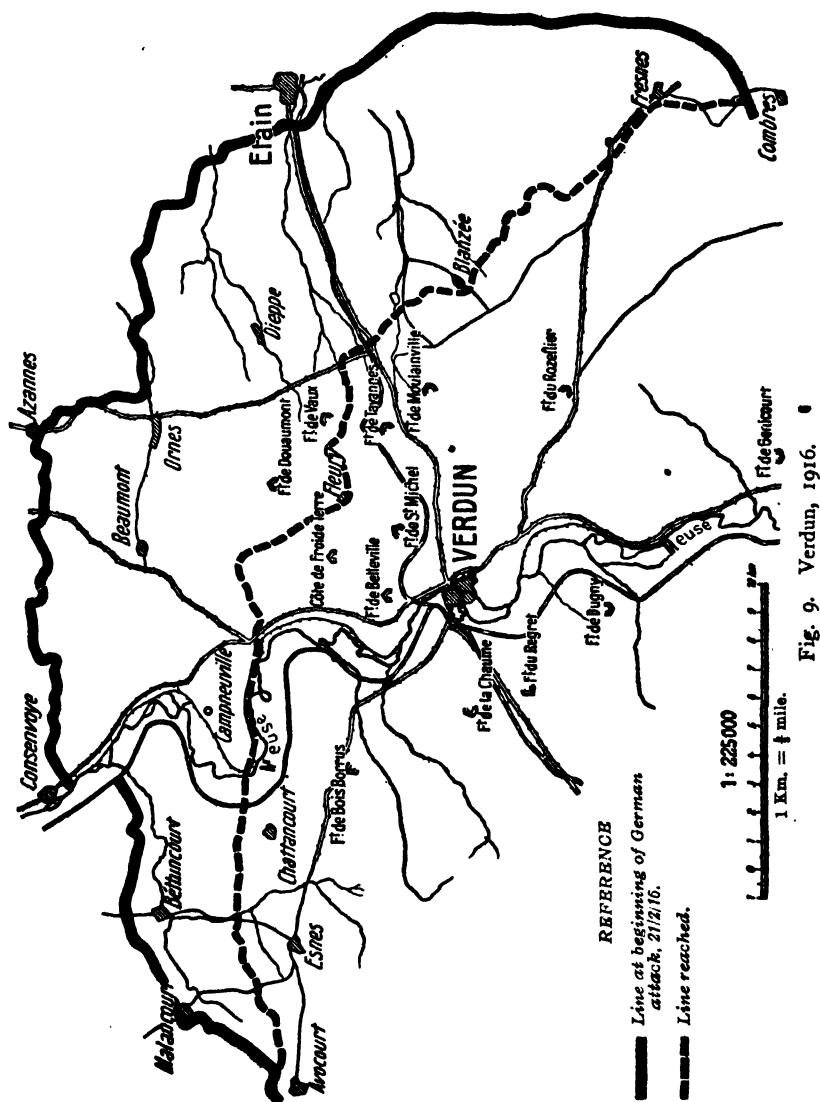 Consenvoye
Azannes
Etain
Malancourt
Béthincourt
Beaumont
Ornes
Dieppe
Campneuville
Meuse
Chattancourt
Esnes
Avocourt
Ft. de Bois Borrus
Côte de Froide Terre
Ft. de Douaumont
Ft. de Vaux
Fleury
Ft. de Tavannes
Ft. de Moulainville
Ft. de Belleville
Ft. de St. Michel
VERDUN
Blanzée
Fresnes
Combres
Ft. de la Chaume
Ft. du Regret
Ft. de Dugny
Ft. du Rozellier
Meuse
Ft. de Genicourt
REFERENCE
Line at beginning of German
attack, 21/2/16.
Line reached.
1: 225000
1 Km. = ⅝ mile.
Fig. 9. Verdun, 1916.